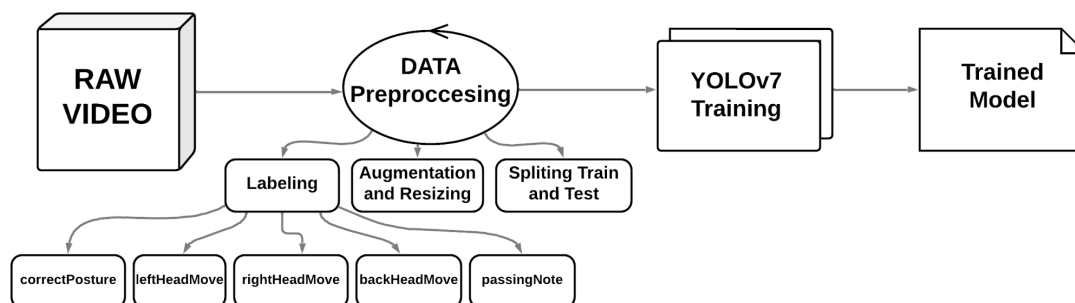 RAW
VIDEO
DATA
Preproccesing
YOLOv7
Training
Trained
Model
Labeling
Augmentation
and Resizing
Spliting Train
and Test
correctPosture
leftHeadMove
rightHeadMove
backHeadMove
passingNote